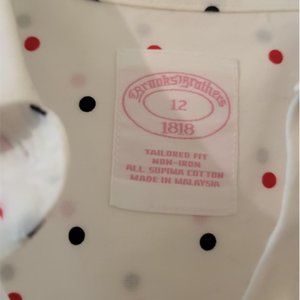 Brooks Brothers
12
1818
TAILORED FIT
NON-IRON
ALL SUPIMA COTTON
MADE IN MALAYSIA